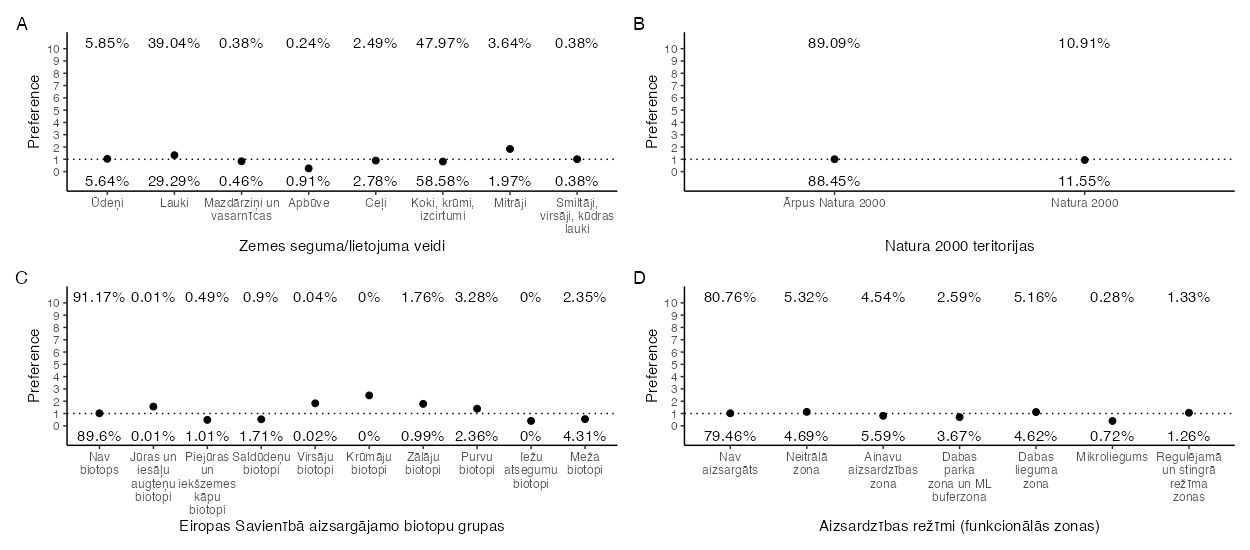 A
5.85% 39.04% 0.38% 0.24% 2.49% 47.97% 3.64% 0.38%
10
9
8
7
6
5
4
3
2
1
0
Preference
5.64% 29.29% 0.46% 0.91% 2.78% 58.58% 1.97% 0.38%
Ūdeņi Lauki Mazdārziņi un Apbūve Ceļi Koki, krūmi, Mitrāji Smiltāji,
vasarnīcas izcirtumi virsāji, kūdras
lauki
Zemes seguma/lietojuma veidi
B
89.09% 10.91%
10
9
8
7
6
5
4
3
2
1
0
Preference
88.45% 11.55%
Ārpus Natura 2000 Natura 2000
Natura 2000 teritorijas
C
91.17% 0.01% 0.49% 0.9% 0.04% 0% 1.76% 3.28% 0% 2.35%
10
9
8
7
6
5
4
3
2
1
0
Preference
89.6% 0.01% 1.01% 1.71% 0.02% 0% 0.99% 2.36% 0% 4.31%
Nav Jūras un Piejūras Saldūdeņu Virsāju Krūmāju Zālāju Purvu Iežu Meža
biotops iesāļu un biotopi biotopi biotopi biotopi biotopi atsegumu biotopi
augteņu iekšzemes biotopi
biotopi kāpu
biotopi
Eiropas Savienībā aizsargājamo biotopu grupas
D
80.76% 5.32% 4.54% 2.59% 5.16% 0.28% 1.33%
10
9
8
7
6
5
4
3
2
1
0
Preference
79.46% 4.69% 5.59% 3.67% 4.62% 0.72% 1.26%
Nav Neitrālā Ainavu Dabas Dabas Mikroliegums Regulējamā
aizsargāts zona aizsardzības parka lieguma un stingrā
zona zona un ML zona režīma
buferzona zonas
Aizsardzības režīmi (funkcionālās zonas)